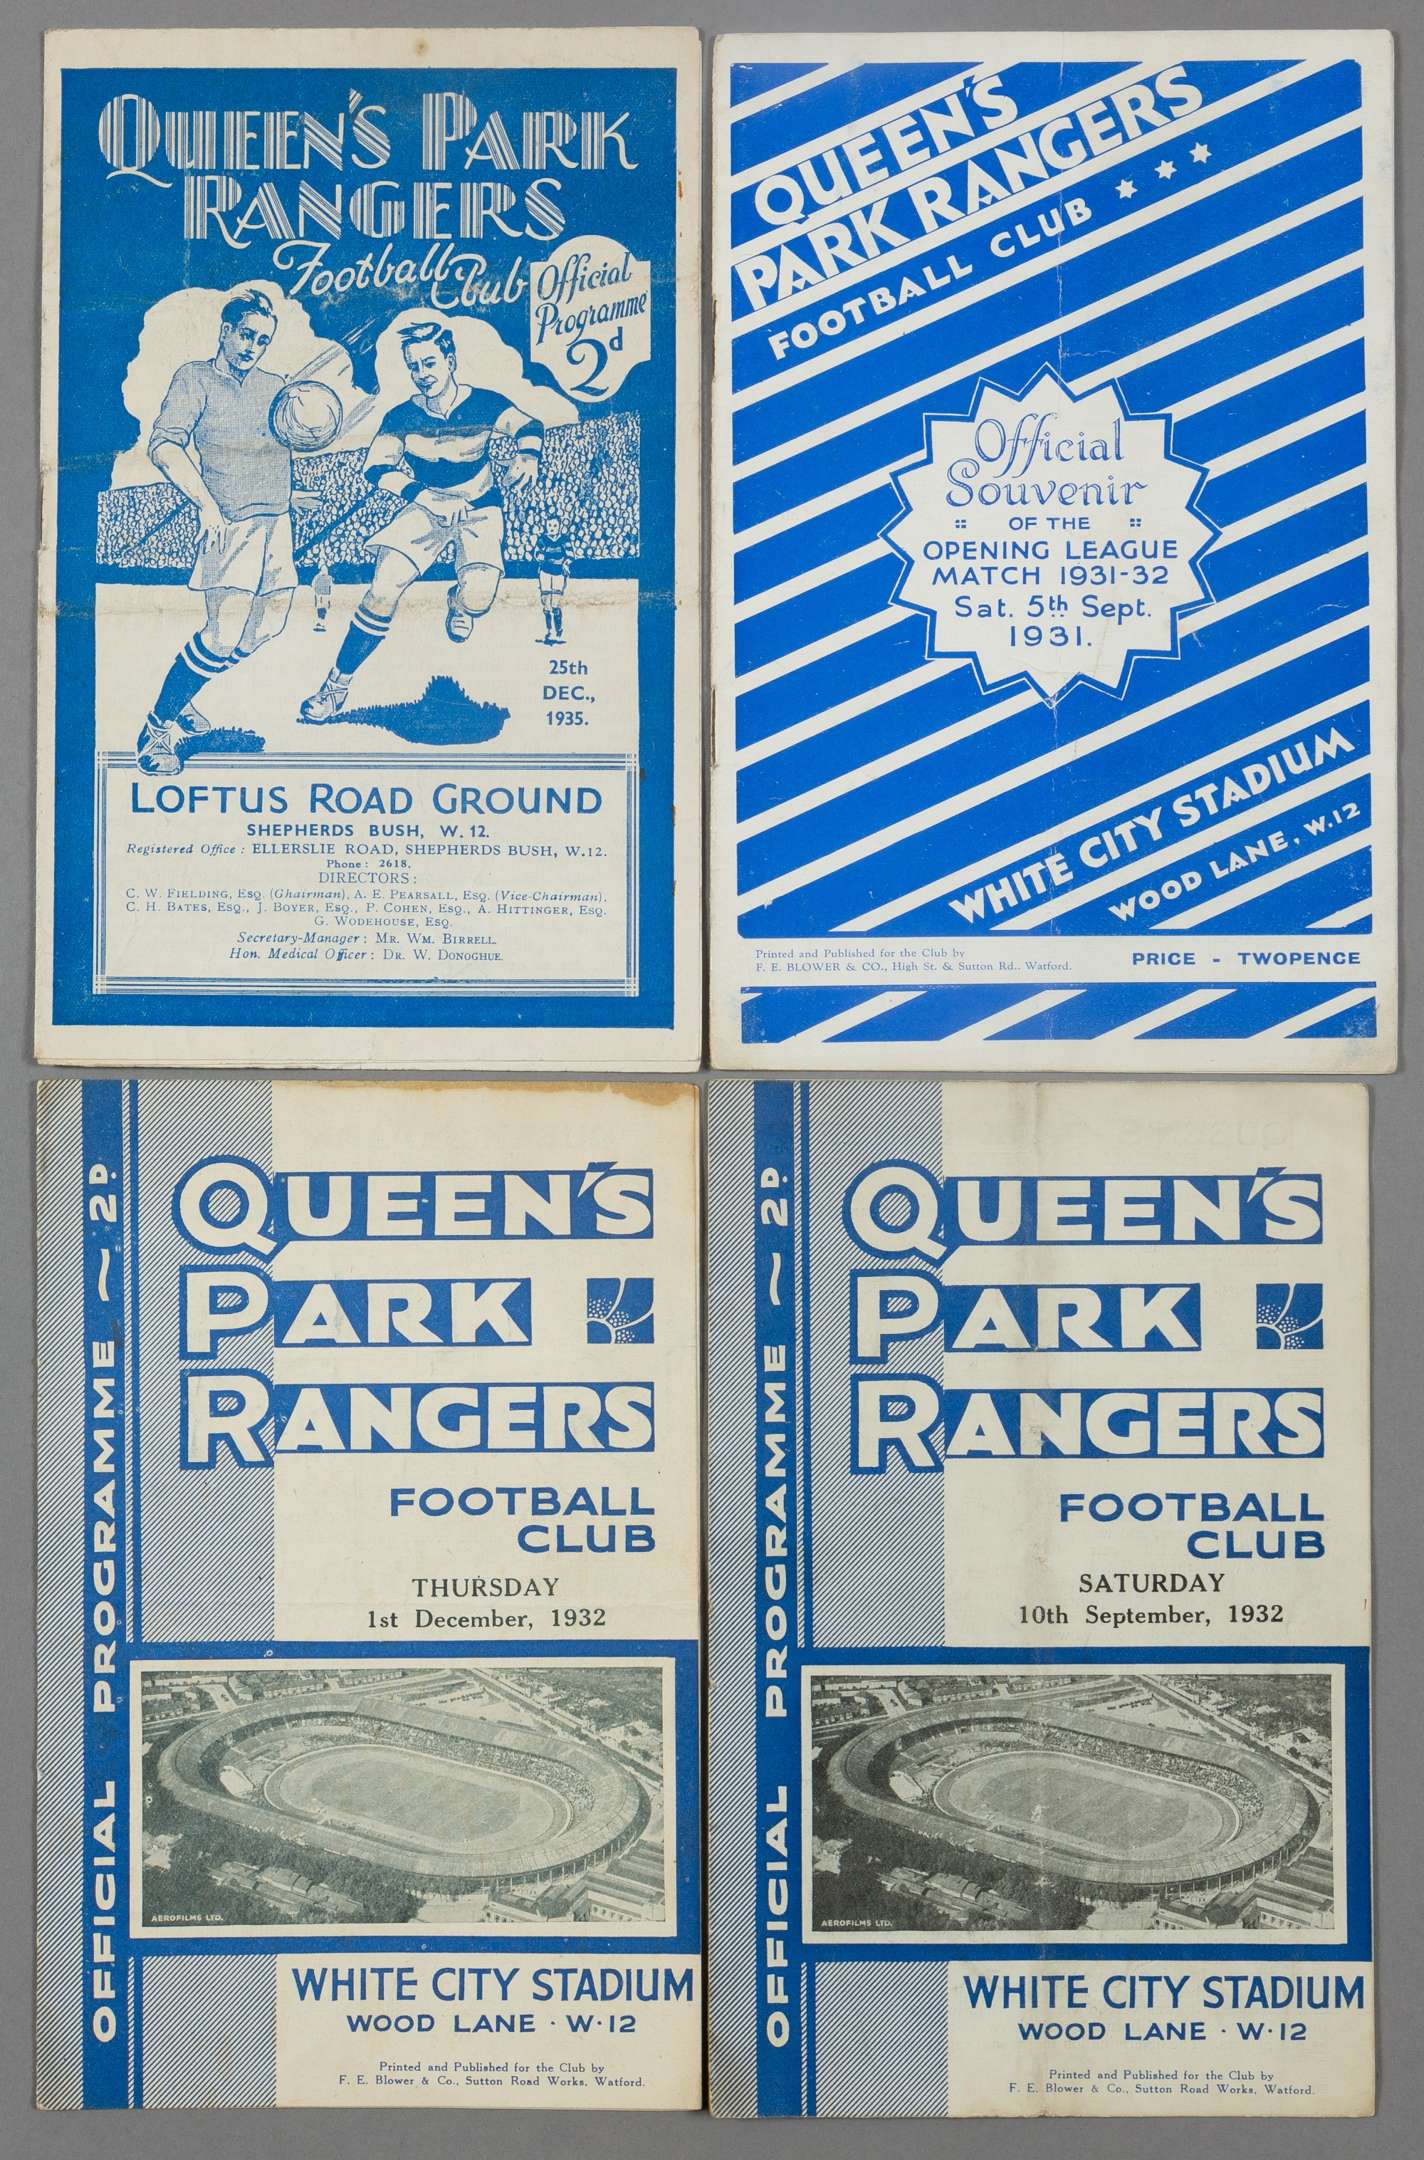 QUEEN'S PARK
RANGERS
Football Club
Official
Programme
2d
25th
DEC.,
1935.
LOFTUS ROAD GROUND
SHEPHERDS BUSH, W. 12.
Registered Office : ELLERSLIE ROAD, SHEPHERDS BUSH, W.12.
Phone : 2618.
DIRECTORS :
C. W. FIELDING, ESQ. (Chairman), A. E. PEARSALL, ESQ. (Vice-Chairman),
C. H. BATES, ESQ., J. BOYER, ESQ., P. COHEN, ESQ., A. HITTINGER, ESQ.
G. WODEHOUSE, ESQ.
Secretary-Manager : MR. WM. BIRRELL.
Hon. Medical Officer : DR. W. DONOGHUE.
QUEEN'S
PARK RANGERS
FOOTBALL CLUB
Official
Souvenir
OF THE
OPENING LEAGUE
MATCH 1931-32
Sat. 5th Sept.
1931.
WHITE CITY STADIUM
WOOD LANE, W.12
Printed and Published for the Club by
F. E. BLOWER & CO., High St. & Sutton Rd., Watford.
PRICE - TWOPENCE
OFFICIAL PROGRAMME ~ 2D.
QUEEN'S
PARK
RANGERS
FOOTBALL
CLUB
THURSDAY
1st December, 1932
AEROFILMS LTD.
WHITE CITY STADIUM
WOOD LANE · W·12
Printed and Published for the Club by
F. E. Blower & Co., Sutton Road Works, Watford.
OFFICIAL PROGRAMME ~ 2D.
QUEEN'S
PARK
RANGERS
FOOTBALL
CLUB
SATURDAY
10th September, 1932
AEROFILMS LTD.
WHITE CITY STADIUM
WOOD LANE · W·12
Printed and Published for the Club by
F. E. Blower & Co., Sutton Road Works, Watford.